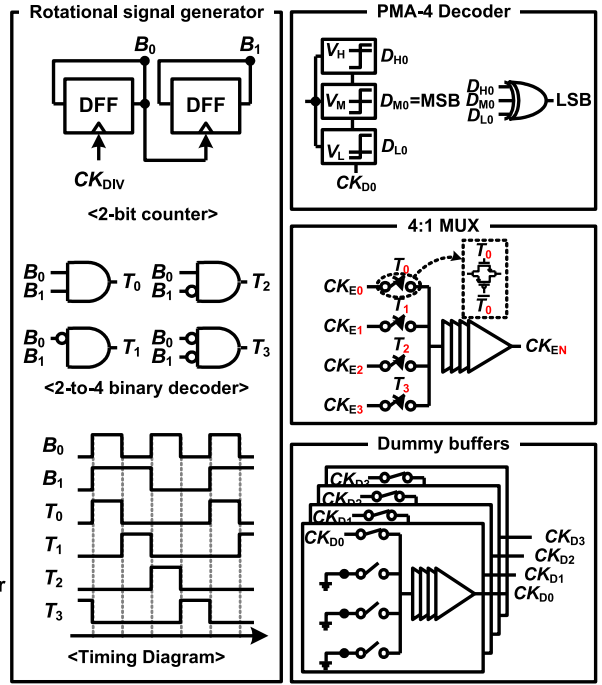 Rotational signal generator
B0 B1
DFF DFF
CKDIV
<2-bit counter>
B0 B1 T0
B0 B1 T2
B0 B1 T1
B0 B1 T3
<2-to-4 binary decoder>
B0
B1
T0
T1
T2
T3
<Timing Diagram>
r
PMA-4 Decoder
VH DH0
VM DM0=MSB
VL DL0
CKD0
DH0
DM0
DL0
LSB
4:1 MUX
CKE0 T0
CKE1 T1
CKE2 T2
CKE3 T3
T0
T0
CKEN
Dummy buffers
CKD3
CKD2
CKD1
CKD0
CKD3
CKD2
CKD1
CKD0